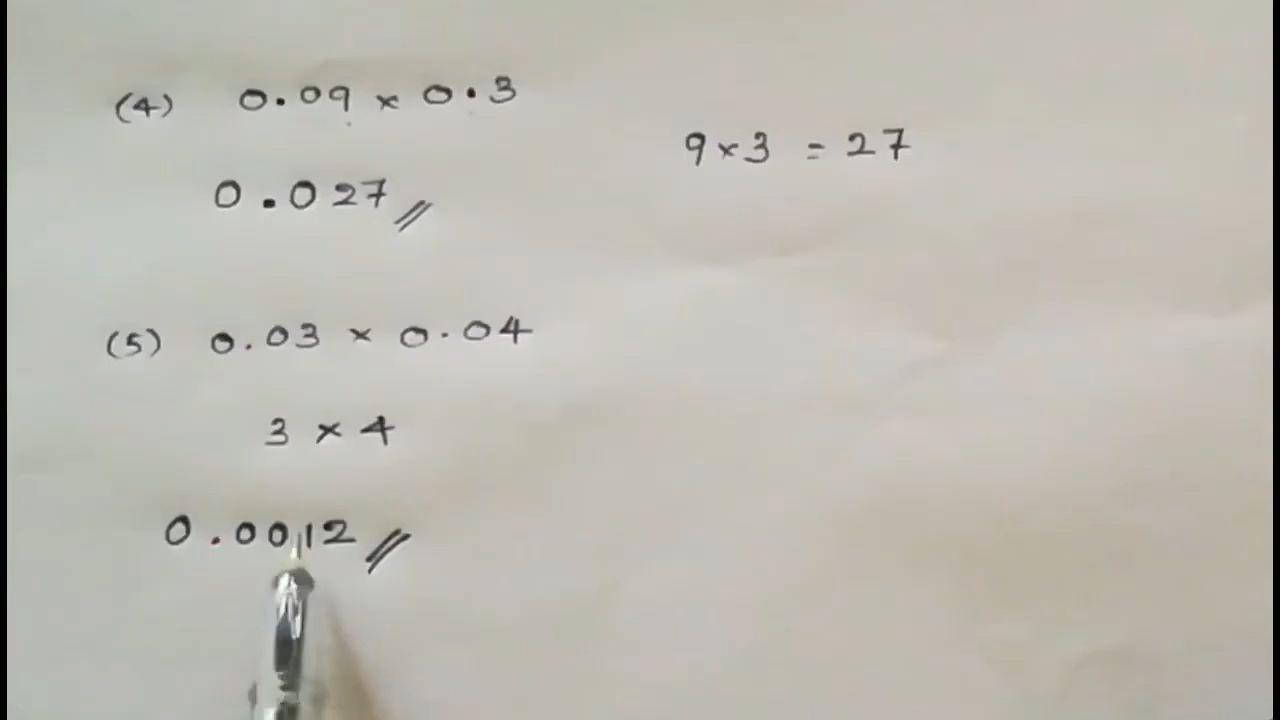 (4) 0.09 × 0.3
9×3 = 27
0.027 //
(5) 0.03 × 0.04
3 × 4
0.0012 //